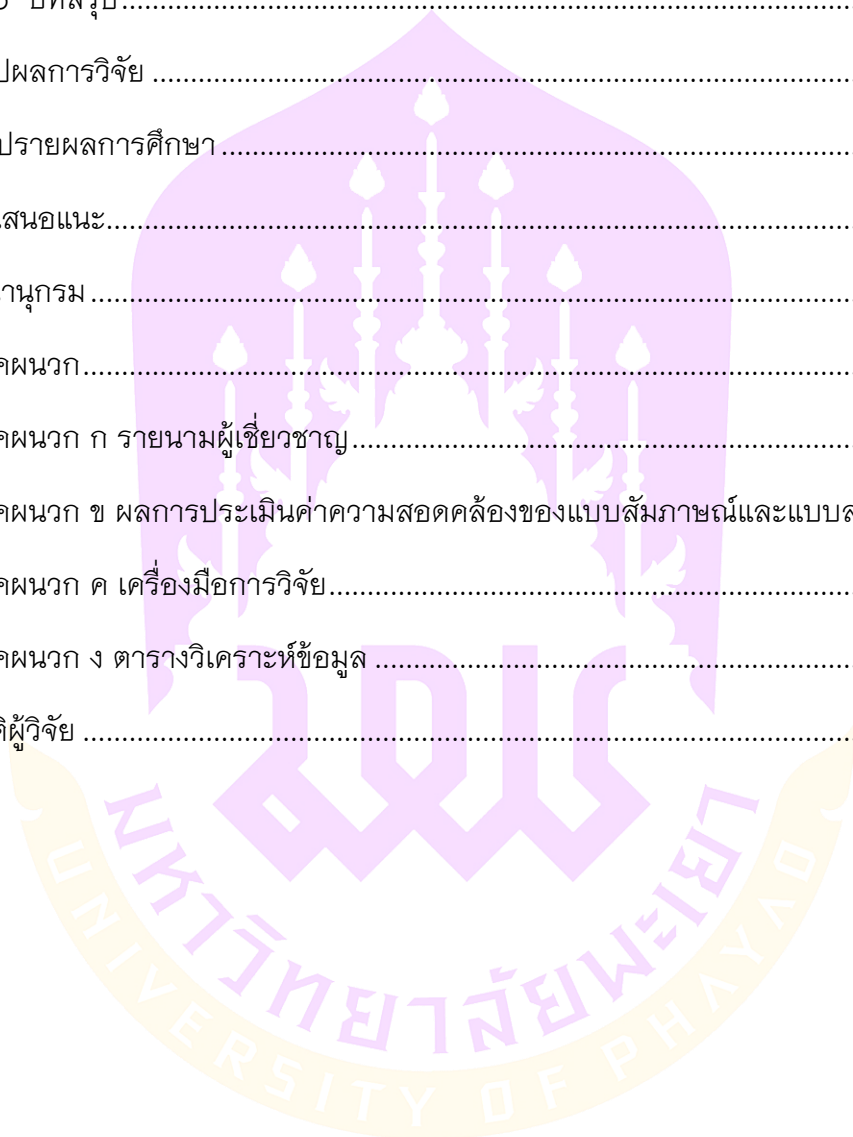 บทสรุป
ปผลการวิจัย
ปรายผลการศึกษา
สนอแนะ
านุกรม
คผนวก
คผนวก ก รายนามผู้เชี่ยวชาญ
คผนวก ข ผลการประเมินค่าความสอดคล้องของแบบสัมภาษณ์และแบบส
คผนวก ค เครื่องมือการวิจัย
คผนวก ง ตารางวิเคราะห์ข้อมูล
ติผู้วิจัย
มหาวิทยาลัยพะเยา
UNIVERSITY OF PHAYAO